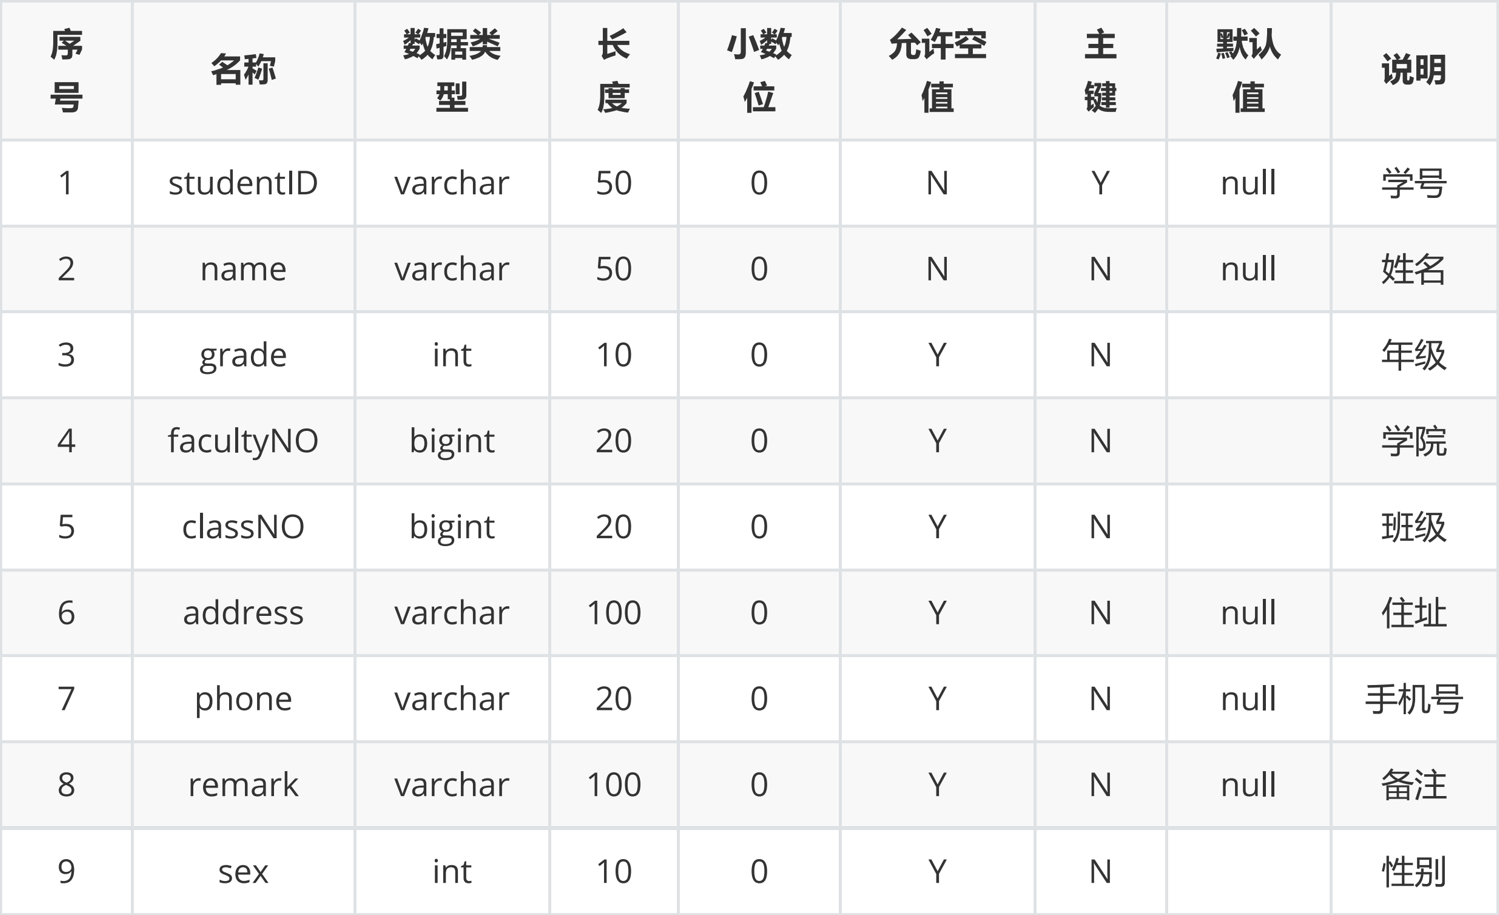 序号 名称 数据类型 长度 小数位 允许空值 主键 默认值 说明
1 studentID varchar 50 0 N Y null 学号
2 name varchar 50 0 N N null 姓名
3 grade int 10 0 Y N 年级
4 facultyNO bigint 20 0 Y N 学院
5 classNO bigint 20 0 Y N 班级
6 address varchar 100 0 Y N null 住址
7 phone varchar 20 0 Y N null 手机号
8 remark varchar 100 0 Y N null 备注
9 sex int 10 0 Y N 性别